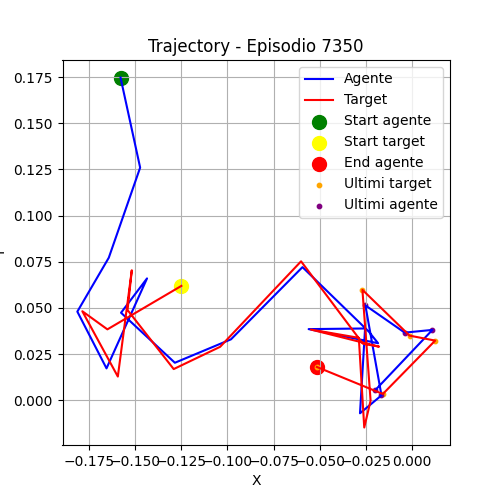 Trajectory - Episodio 7350
Agente
Target
Start agente
Start target
End agente
Ultimi target
Ultimi agente
0.175
0.150
0.125
0.100
0.075
0.050
0.025
0.000
−0.175 −0.150 −0.125 −0.100 −0.075 −0.050 −0.025 0.000
X